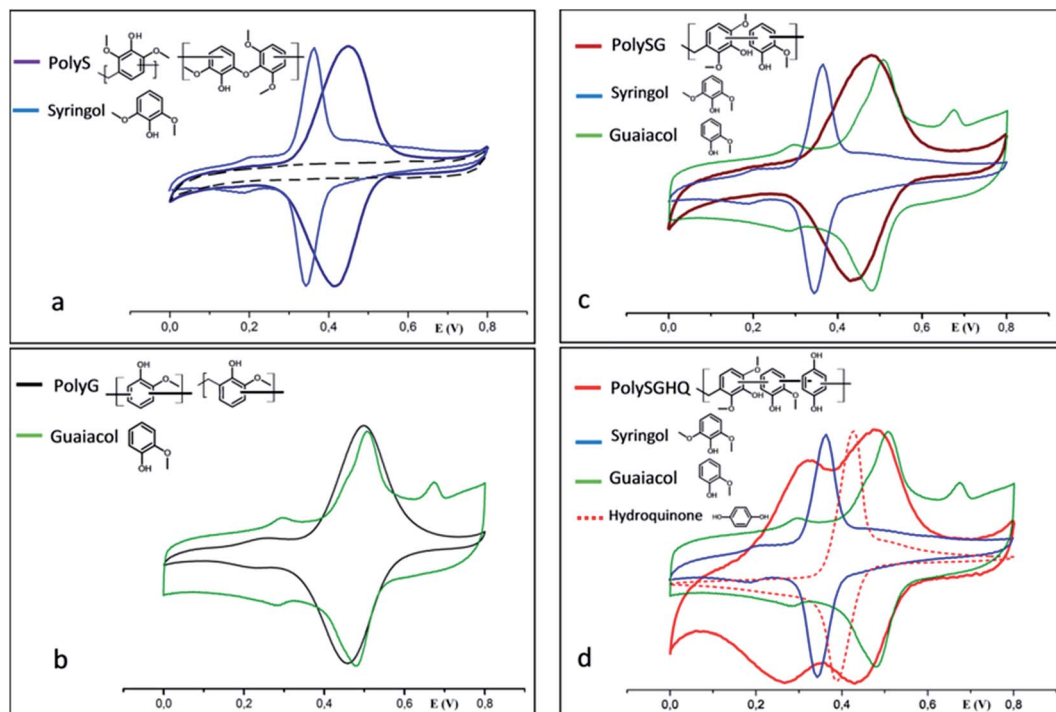 PolyS
Syringol
a
0,0 0,2 0,4 0,6 E (V) 0,8
PolySG
Syringol
Guaiacol
c
0,0 0,2 0,4 0,6 E (V) 0,8
PolyG
Guaiacol
b
0,0 0,2 0,4 0,6 E (V) 0,8
PolySGHQ
Syringol
Guaiacol
Hydroquinone
d
0,0 0,2 0,4 0,6 E (V) 0,8